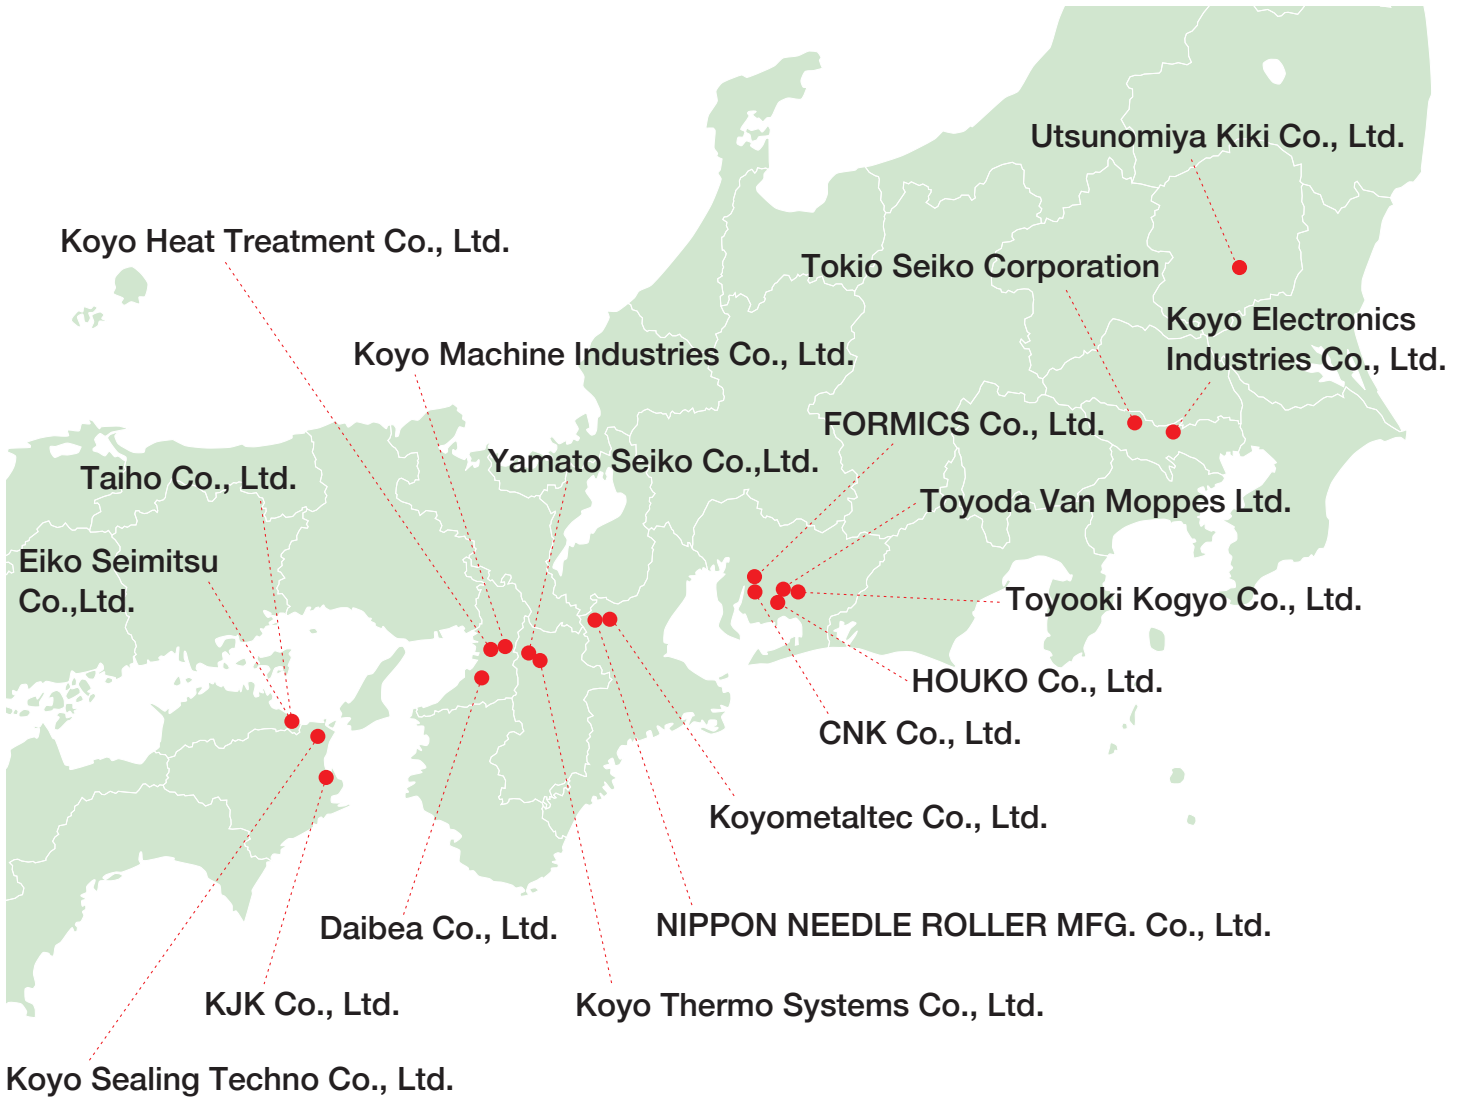 Utsunomiya Kiki Co., Ltd.
Koyo Heat Treatment Co., Ltd.
Tokio Seiko Corporation
Koyo Electronics
Industries Co., Ltd.
Koyo Machine Industries Co., Ltd.
FORMICS Co., Ltd.
Yamato Seiko Co.,Ltd.
Taiho Co., Ltd.
Toyoda Van Moppes Ltd.
Eiko Seimitsu
Co.,Ltd.
Toyooki Kogyo Co., Ltd.
HOUKO Co., Ltd.
CNK Co., Ltd.
Koyometaltec Co., Ltd.
Daibea Co., Ltd.
NIPPON NEEDLE ROLLER MFG. Co., Ltd.
KJK Co., Ltd.
Koyo Thermo Systems Co., Ltd.
Koyo Sealing Techno Co., Ltd.